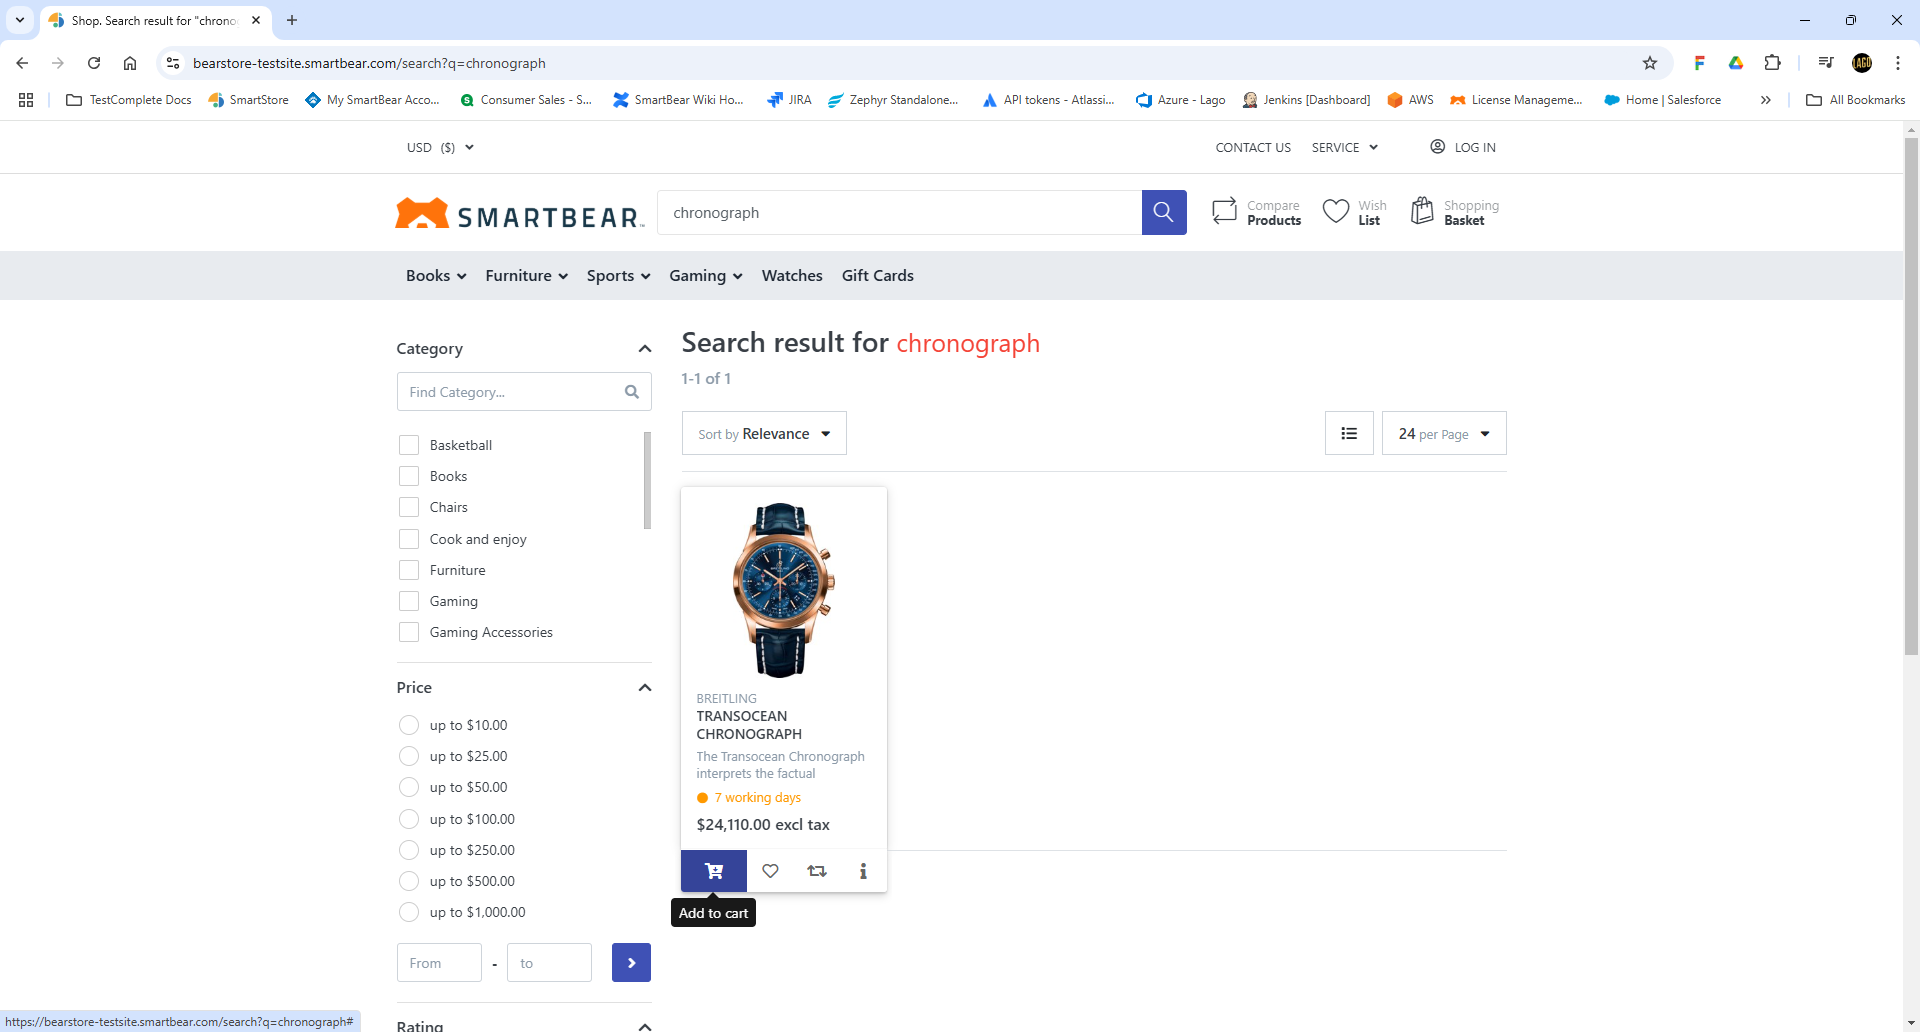 Shop. Search result for "chrono
bearstore-testsite.smartbear.com/search?q=chronograph
TestComplete Docs
SmartStore
My SmartBear Acco...
Consumer Sales - S...
SmartBear Wiki Ho...
JIRA
Zephyr Standalone...
API tokens - Atlassi...
Azure - Lago
Jenkins [Dashboard]
AWS
License Manageme...
Home | Salesforce
All Bookmarks
USD ($)
CONTACT US
SERVICE
LOG IN
SMARTBEAR
chronograph
Compare
Products
Wish
List
Shopping
Basket
Books
Furniture
Sports
Gaming
Watches
Gift Cards
Category
Find Category...
Basketball
Books
Chairs
Cook and enjoy
Furniture
Gaming
Gaming Accessories
Price
up to $10.00
up to $25.00
up to $50.00
up to $100.00
up to $250.00
up to $500.00
up to $1,000.00
From - to
Rating
Search result for chronograph
1-1 of 1
Sort by Relevance
24 per Page
BREITLING
TRANSOCEAN
CHRONOGRAPH
The Transocean Chronograph
interprets the factual
7 working days
$24,110.00 excl tax
Add to cart
https://bearstore-testsite.smartbear.com/search?q=chronograph#